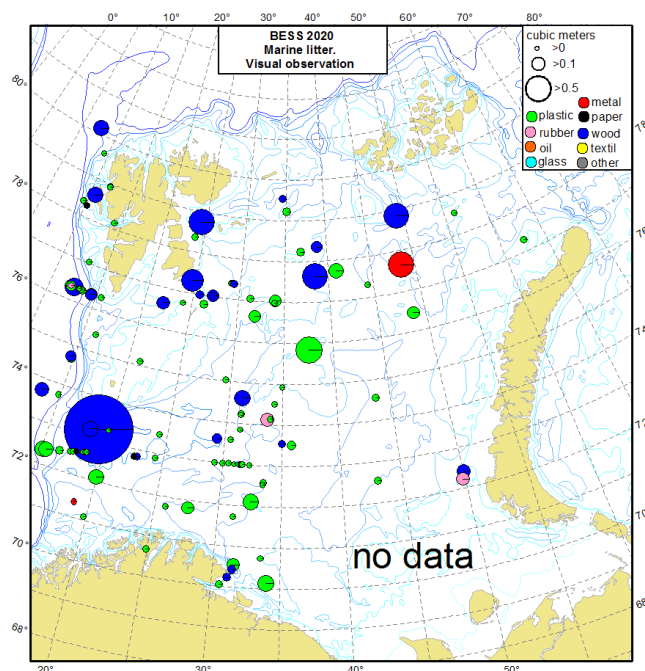 0° 10° 20° 30° 40° 50° 60° 70° 80°
BESS 2020
Marine litter.
Visual observation
cubic meters
>0
>0.1
>0.5
metal
plastic paper
rubber wood
oil textil
glass other
80°
78°
76°
74°
72°
70°
68°
78
76°
74°
72°
70°
68°
no data
20° 30° 40° 50°